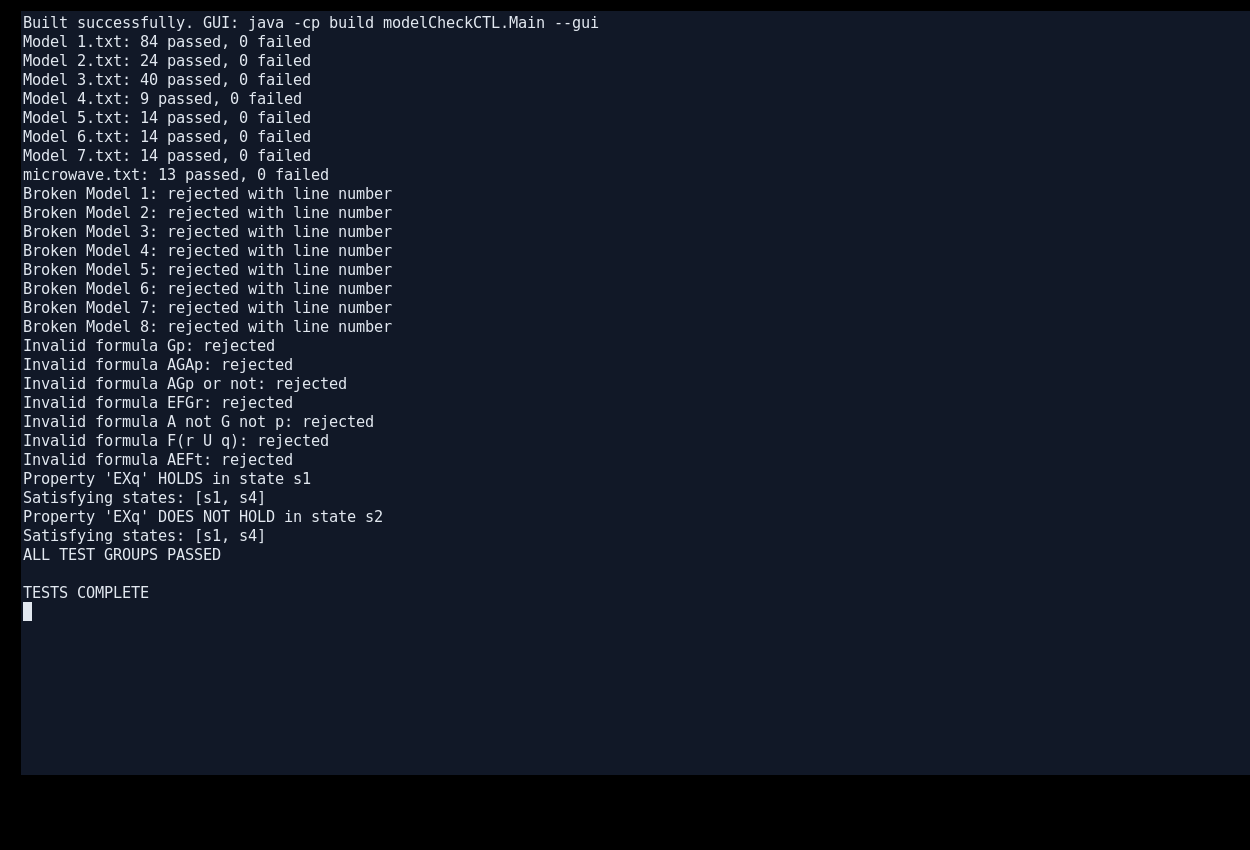 Built successfully. GUI: java -cp build modelCheckCTL.Main --gui
Model 1.txt: 84 passed, 0 failed
Model 2.txt: 24 passed, 0 failed
Model 3.txt: 40 passed, 0 failed
Model 4.txt: 9 passed, 0 failed
Model 5.txt: 14 passed, 0 failed
Model 6.txt: 14 passed, 0 failed
Model 7.txt: 14 passed, 0 failed
microwave.txt: 13 passed, 0 failed
Broken Model 1: rejected with line number
Broken Model 2: rejected with line number
Broken Model 3: rejected with line number
Broken Model 4: rejected with line number
Broken Model 5: rejected with line number
Broken Model 6: rejected with line number
Broken Model 7: rejected with line number
Broken Model 8: rejected with line number
Invalid formula Gp: rejected
Invalid formula AGAp: rejected
Invalid formula AGp or not: rejected
Invalid formula EFGr: rejected
Invalid formula A not G not p: rejected
Invalid formula F(r U q): rejected
Invalid formula AEFt: rejected
Property 'EXq' HOLDS in state s1
Satisfying states: [s1, s4]
Property 'EXq' DOES NOT HOLD in state s2
Satisfying states: [s1, s4]
ALL TEST GROUPS PASSED
TESTS COMPLETE